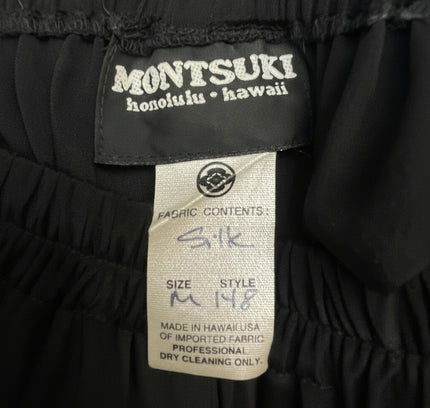 MONTSUKI
honolulu • hawaii
FABRIC CONTENTS:
Silk
SIZE STYLE
M 148
MADE IN HAWAII,USA
OF IMPORTED FABRIC
PROFESSIONAL
DRY CLEANING ONLY.